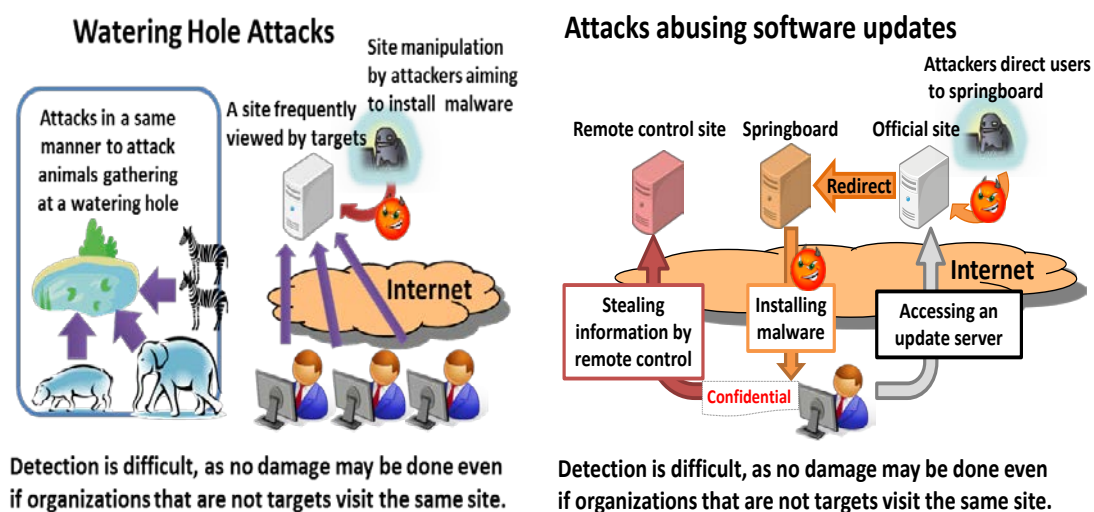 Watering Hole Attacks
Site manipulation
by attackers aiming
to install malware
A site frequently
viewed by targets
Attacks in a same
manner to attack
animals gathering
at a watering hole
Internet
Detection is difficult, as no damage may be done even
if organizations that are not targets visit the same site.
Attacks abusing software updates
Attackers direct users
to springboard
Remote control site
Springboard
Official site
Redirect
Internet
Stealing
information by
remote control
Installing
malware
Accessing an
update server
Confidential
Detection is difficult, as no damage may be done even
if organizations that are not targets visit the same site.